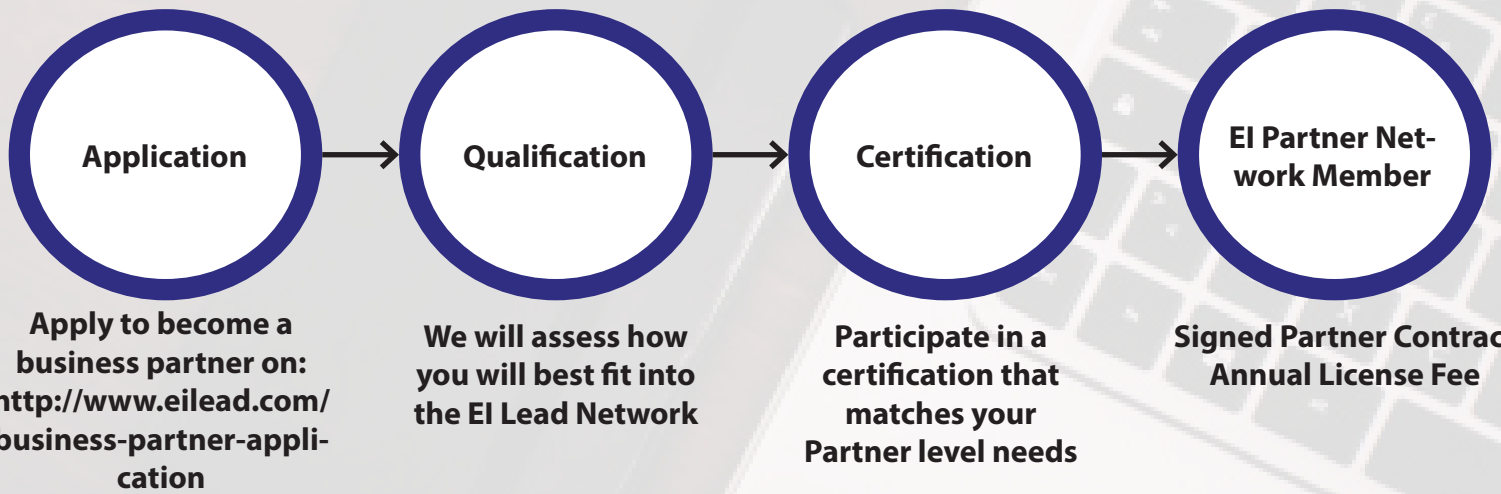 Application
Qualification
Certification
EI Partner Net-
work Member
Apply to become a
business partner on:
http://www.eilead.com/
business-partner-appli-
cation
We will assess how
you will best fit into
the EI Lead Network
Participate in a
certification that
matches your
Partner level needs
Signed Partner Contrac
Annual License Fee